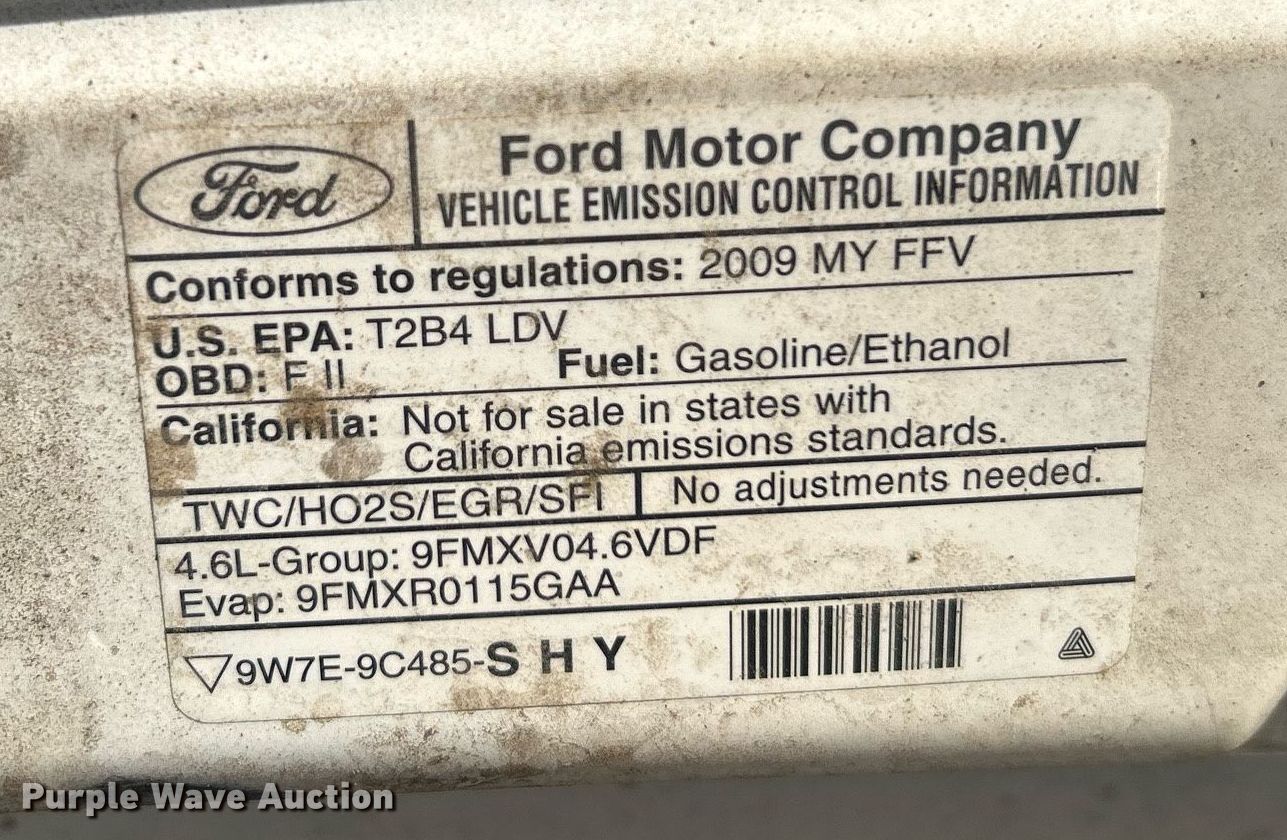 Ford
Ford Motor Company
VEHICLE EMISSION CONTROL INFORMATION
Conforms to regulations: 2009 MY FFV
U.S. EPA: T2B4 LDV
OBD: F II
Fuel: Gasoline/Ethanol
California: Not for sale in states with
California emissions standards.
TWC/HO2S/EGR/SFI
No adjustments needed.
4.6L-Group: 9FMXV04.6VDF
Evap: 9FMXR0115GAA
9W7E-9C485-S H Y
Purple Wave Auction